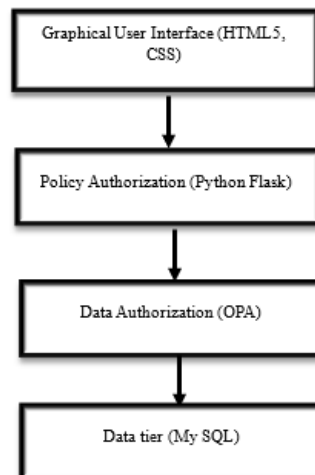 Graphical User Interface (HTML5,
CSS)
Policy Authorization (Python Flask)
Data Authorization (OPA)
Data tier (My SQL)